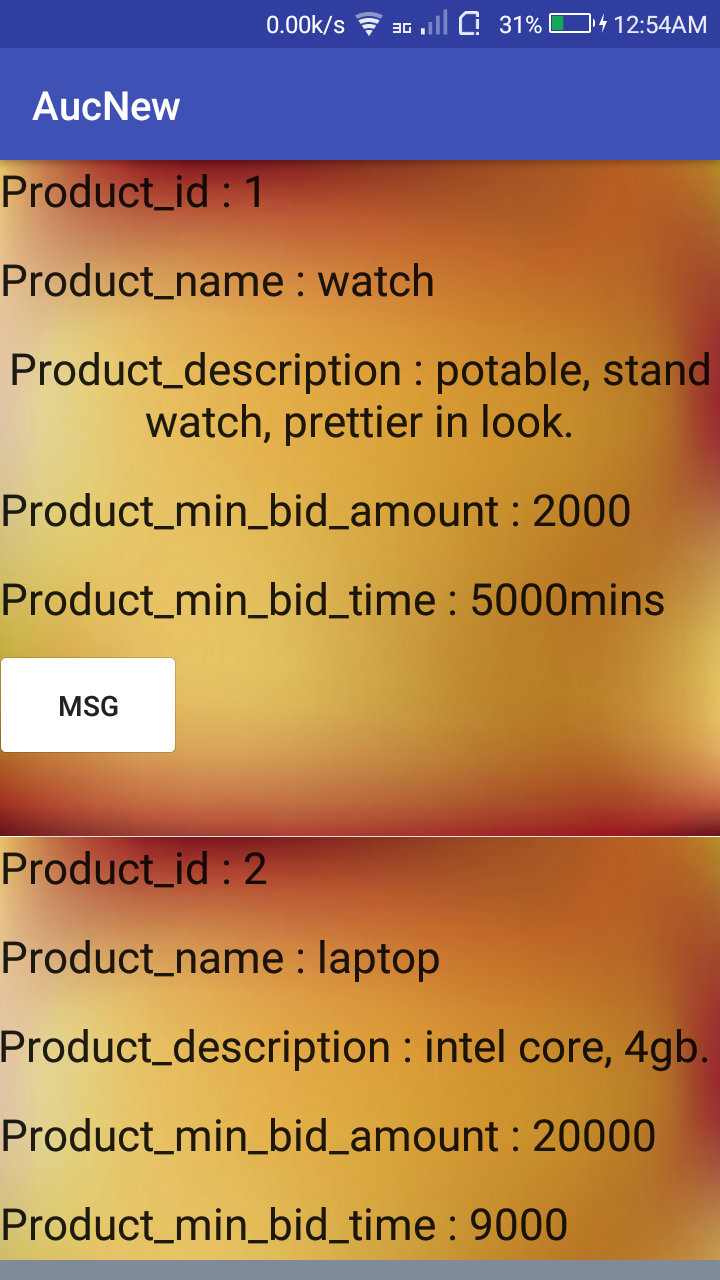 0.00k/s 3G 31% 12:54AM
AucNew
Product_id : 1
Product_name : watch
Product_description : potable, stand
watch, prettier in look.
Product_min_bid_amount : 2000
Product_min_bid_time : 5000mins
MSG
Product_id : 2
Product_name : laptop
Product_description : intel core, 4gb.
Product_min_bid_amount : 20000
Product_min_bid_time : 9000